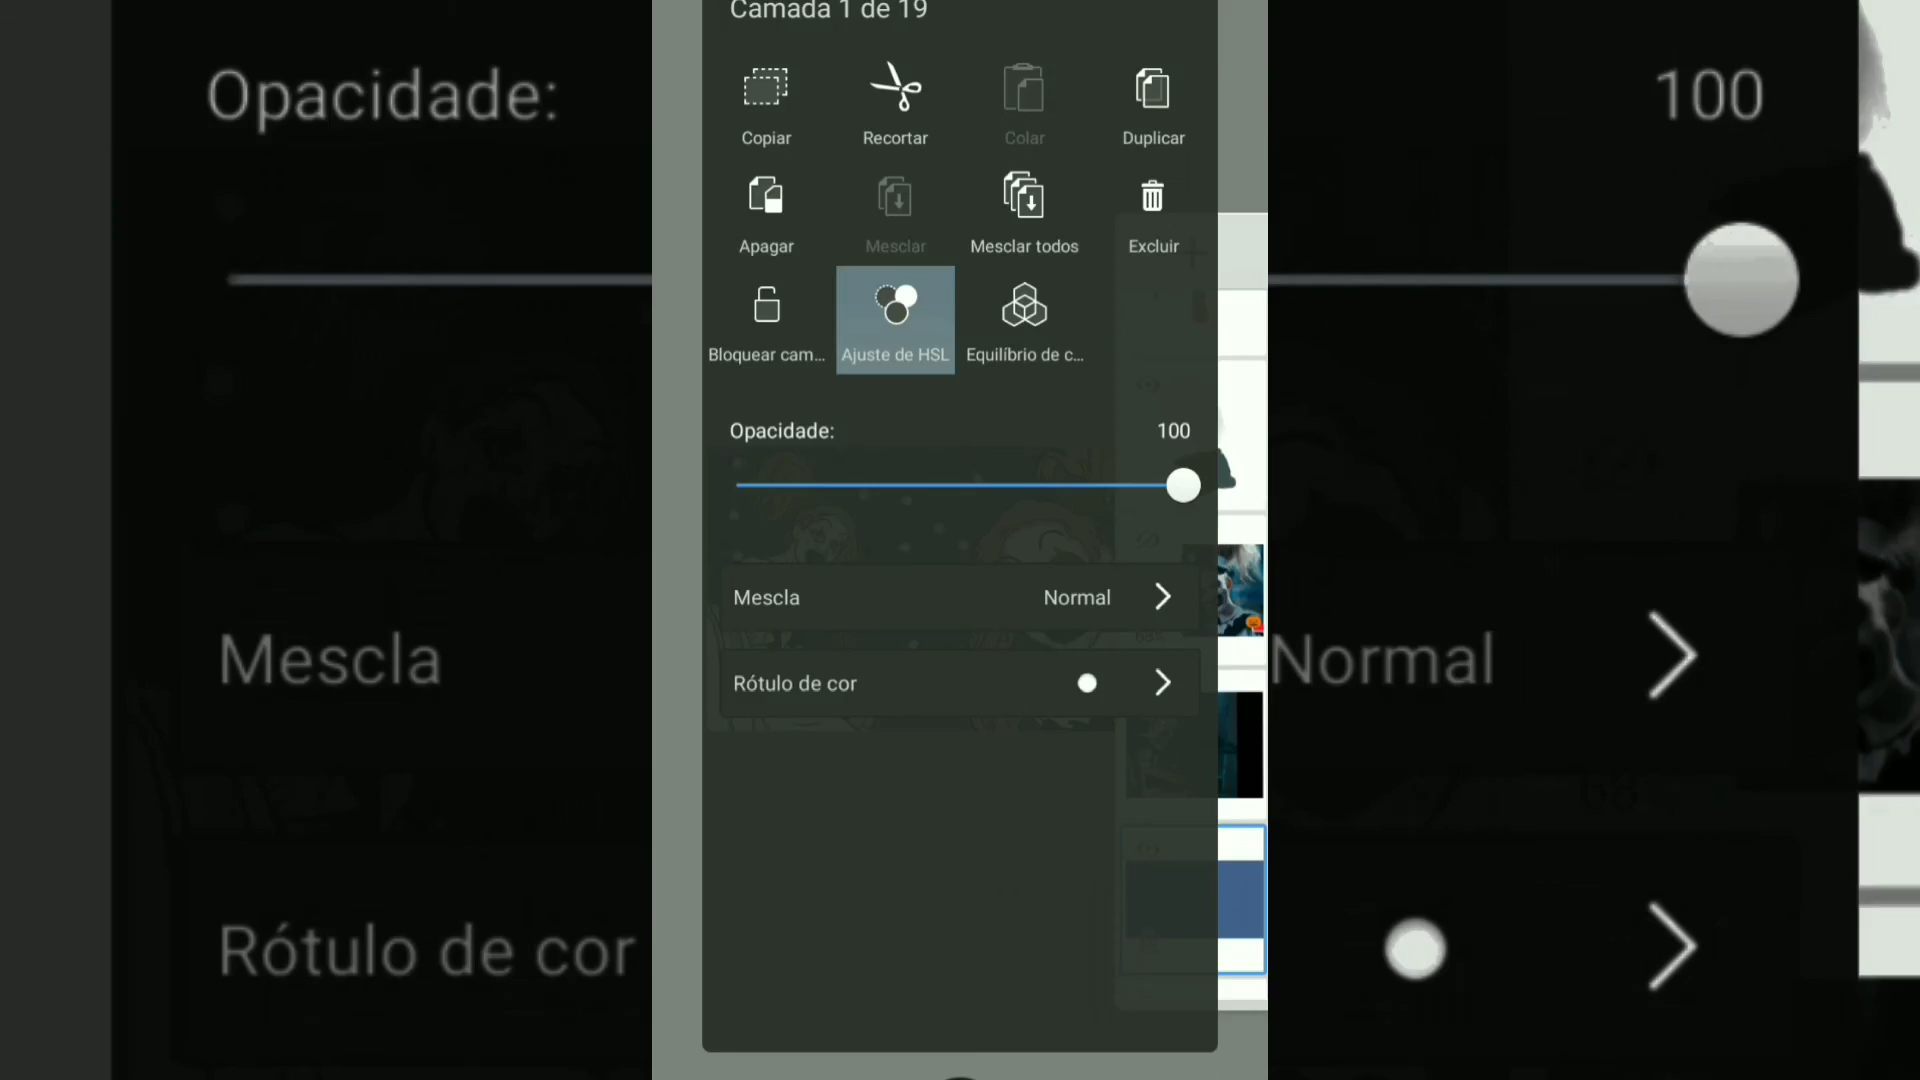 Camada 1 de 19
Copiar
Recortar
Colar
Duplicar
Apagar
Mesclar
Mesclar todos
Excluir
Bloquear cam...
Ajuste de HSL
Equilíbrio de c...
Opacidade:
100
Mescla
Normal
Rótulo de cor
Opacidade:
100
Mescla
Normal
Rótulo de cor